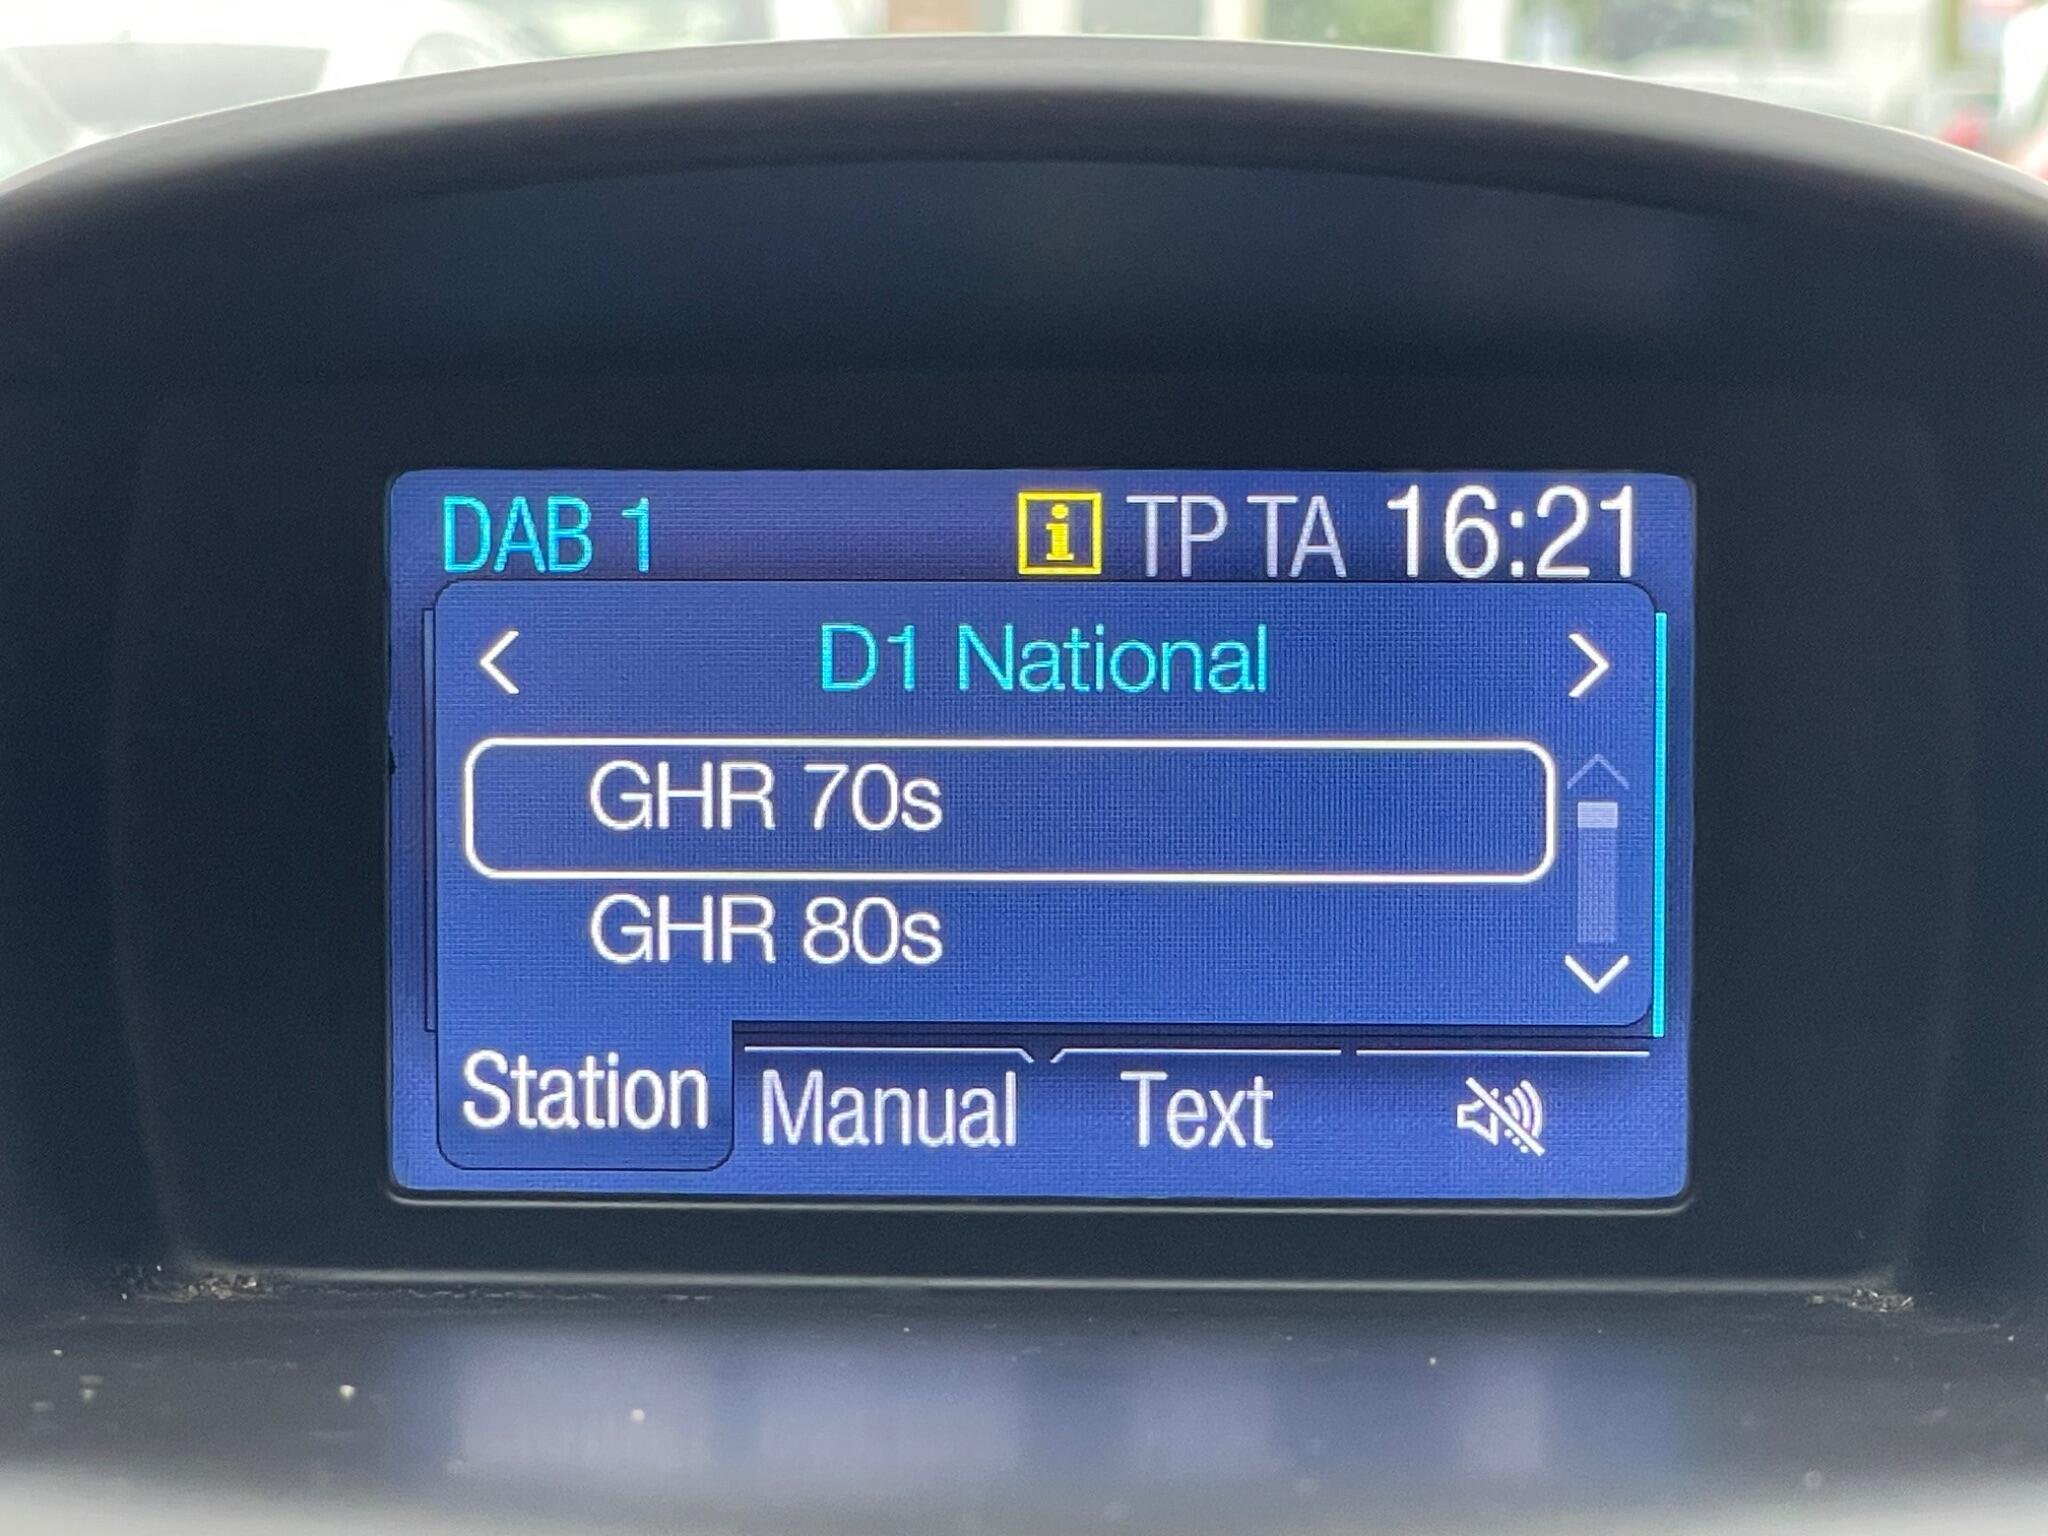 DAB 1 i TP TA 16:21
< D1 National >
GHR 70s
GHR 80s
Station Manual Text